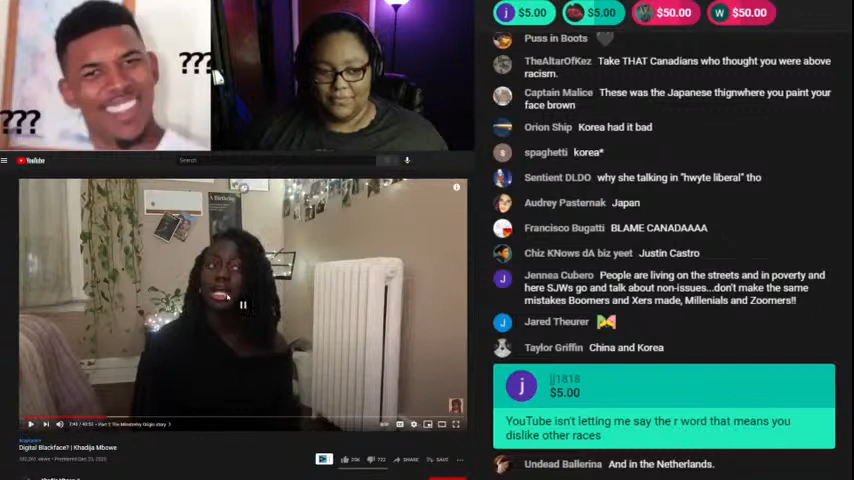 ???
???
j $5.00
$5.00
$50.00
W $50.00
Puss in Boots
TheAltarOfKez Take THAT Canadians who thought you were above
racism.
Captain Malice These was the Japanese thignwhere you paint your
face brown
Orion Ship Korea had it bad
s spaghetti korea*
Sentient DLDO why she talking in "hwyte liberal" tho
Audrey Pasternak Japan
Francisco Bugatti BLAME CANADAAAA
Chiz KNows dA biz yeet Justin Castro
J Jennea Cubero People are living on the streets and in poverty and
here SJWs go and talk about non-issues...don't make the same
mistakes Boomers and Xers made, Millenials and Zoomers!!
J Jared Theurer
Taylor Griffin China and Korea
j jj1818
$5.00
YouTube isn't letting me say the r word that means you
dislike other races
Undead Ballerina And in the Netherlands.
YouTube
Search
Digital Blackface? | Khadija Mbowe
SHARE
SAVE